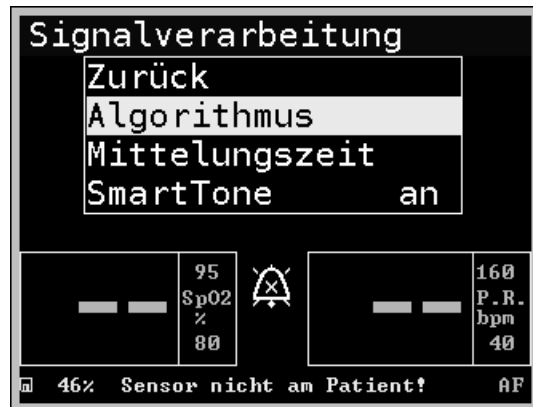 Signalverarbeitung
Zurück
Algorithmus
Mittelungszeit
SmartTone an
-- 95 SpO2 % 80
-- 160 P.R. bpm 40
46% Sensor nicht am Patient! AF